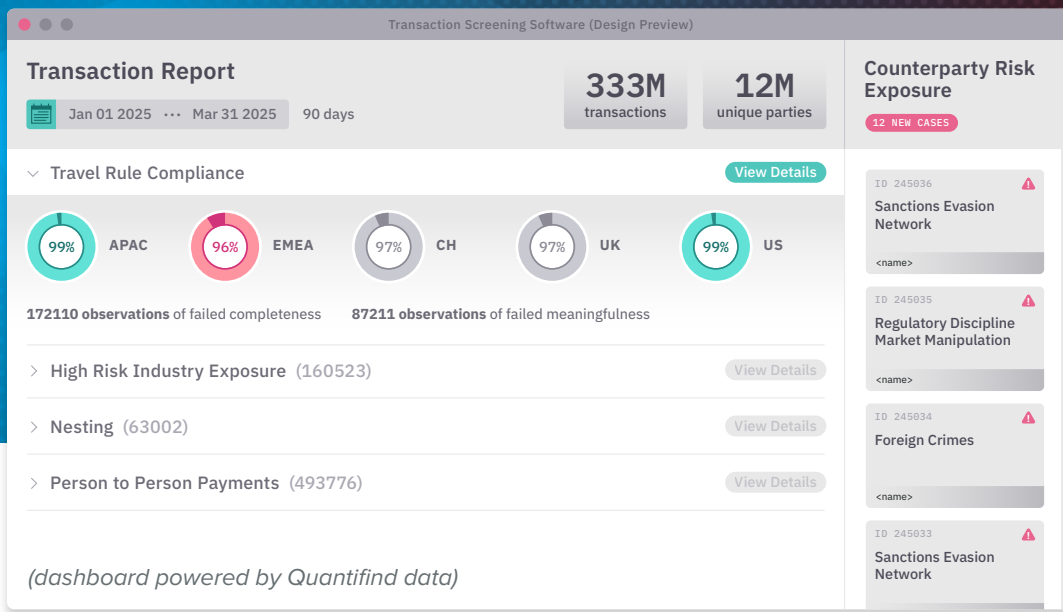 Transaction Screening Software (Design Preview)
Transaction Report
Jan 01 2025 ••• Mar 31 2025 90 days
333M
transactions
12M
unique parties
Travel Rule Compliance
View Details
99% APAC
96% EMEA
97% CH
97% UK
99% US
172110 observations of failed completeness
87211 observations of failed meaningfulness
High Risk Industry Exposure (160523)
View Details
Nesting (63002)
View Details
Person to Person Payments (493776)
View Details
(dashboard powered by Quantifind data)
Counterparty Risk
Exposure
12 NEW CASES
ID 245036
Sanctions Evasion
Network
<name>
ID 245035
Regulatory Discipline
Market Manipulation
<name>
ID 245034
Foreign Crimes
<name>
ID 245033
Sanctions Evasion
Network